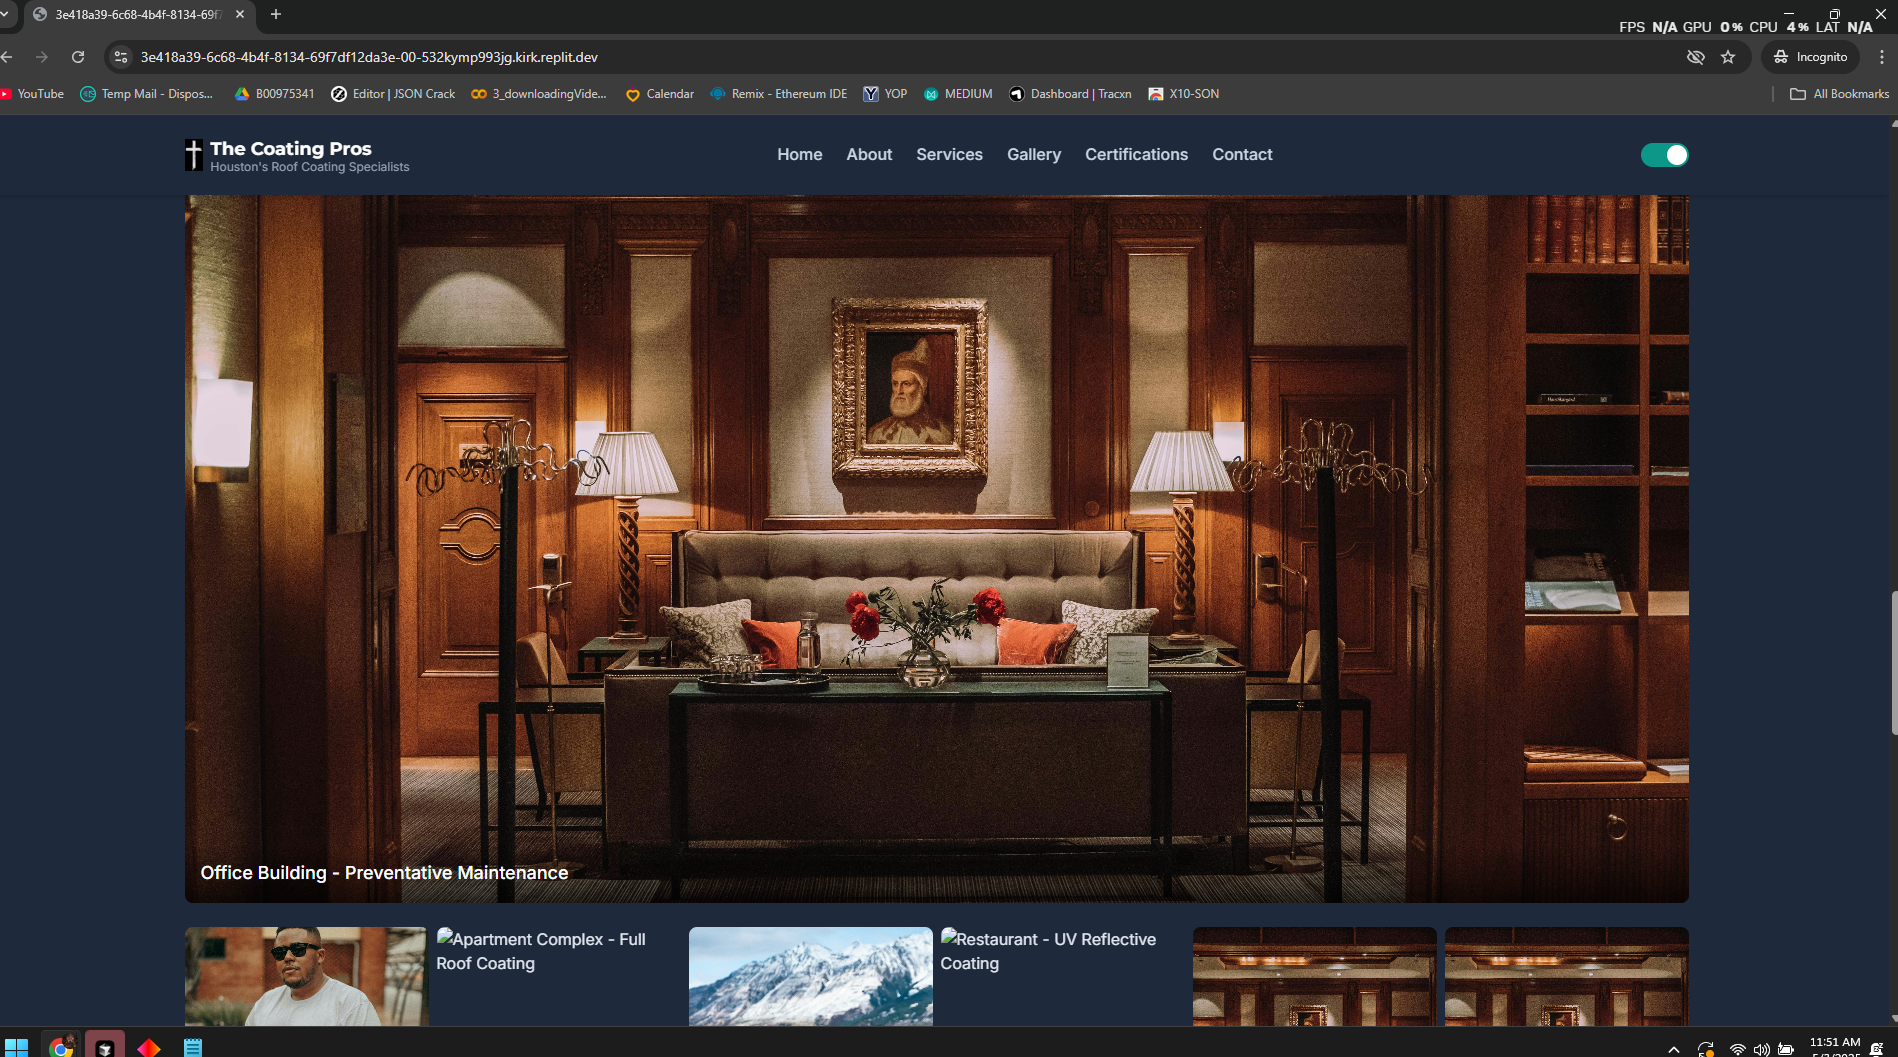 3e418a39-6c68-4b4f-8134-69f7
FPS N/A GPU 0% CPU 4% LAT N/A
3e418a39-6c68-4b4f-8134-69f7df12da3e-00-532kymp993jg.kirk.replit.dev
Incognito
YouTube
Temp Mail - Dispos...
B00975341
Editor | JSON Crack
3_downloadingVide...
Calendar
Remix - Ethereum IDE
YOP
MEDIUM
Dashboard | Tracxn
X10-SON
All Bookmarks
The Coating Pros
Houston's Roof Coating Specialists
Home
About
Services
Gallery
Certifications
Contact
Office Building - Preventative Maintenance
Apartment Complex - Full
Roof Coating
Restaurant - UV Reflective
Coating
11:51 AM